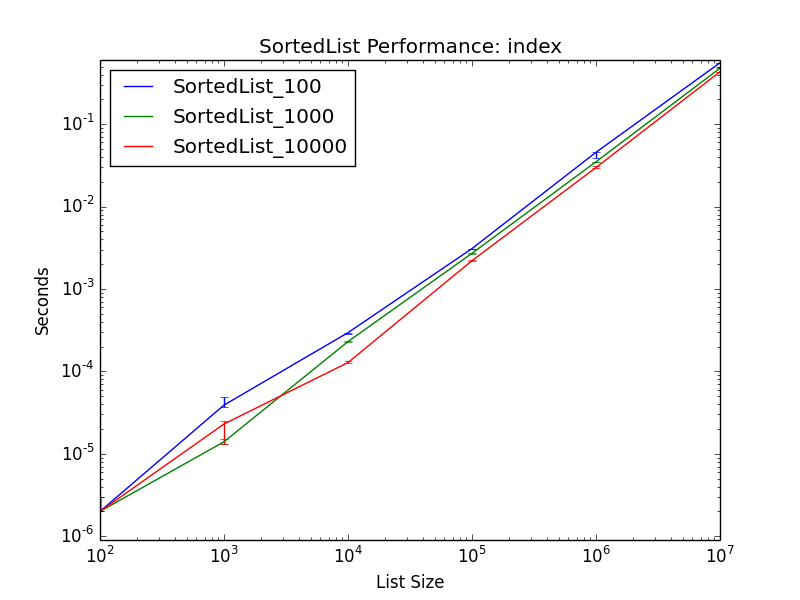 SortedList Performance: index
SortedList_100
SortedList_1000
SortedList_10000
10^-1
10^-2
10^-3
10^-4
10^-5
10^-6
Seconds
10^2 10^3 10^4 10^5 10^6 10^7
List Size